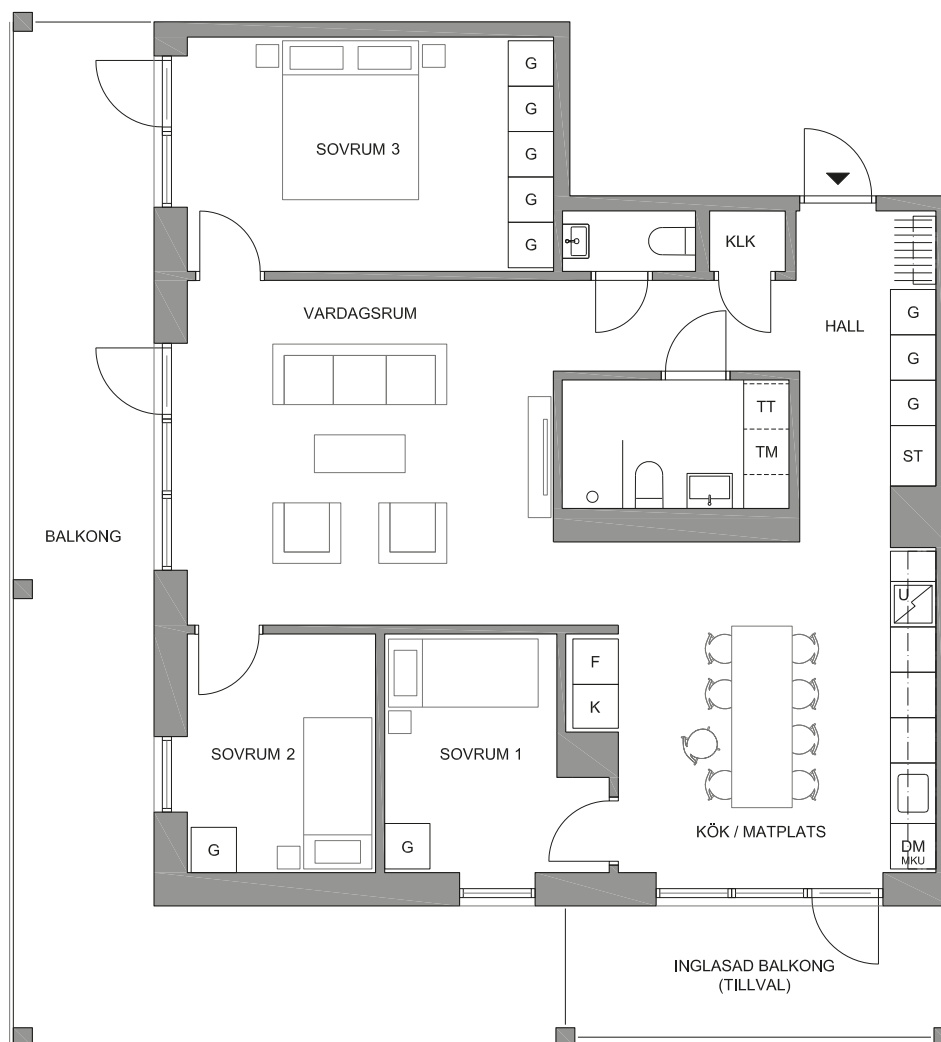 G
G
SOVRUM 3
G
G
G
KLK
VARDAGSRUM
HALL
G
G
G
TT
TM
ST
BALKONG
U
F
K
SOVRUM 2
SOVRUM 1
G
G
KÖK / MATPLATS
DM
MKU
INGLASAD BALKONG
(TILLVAL)